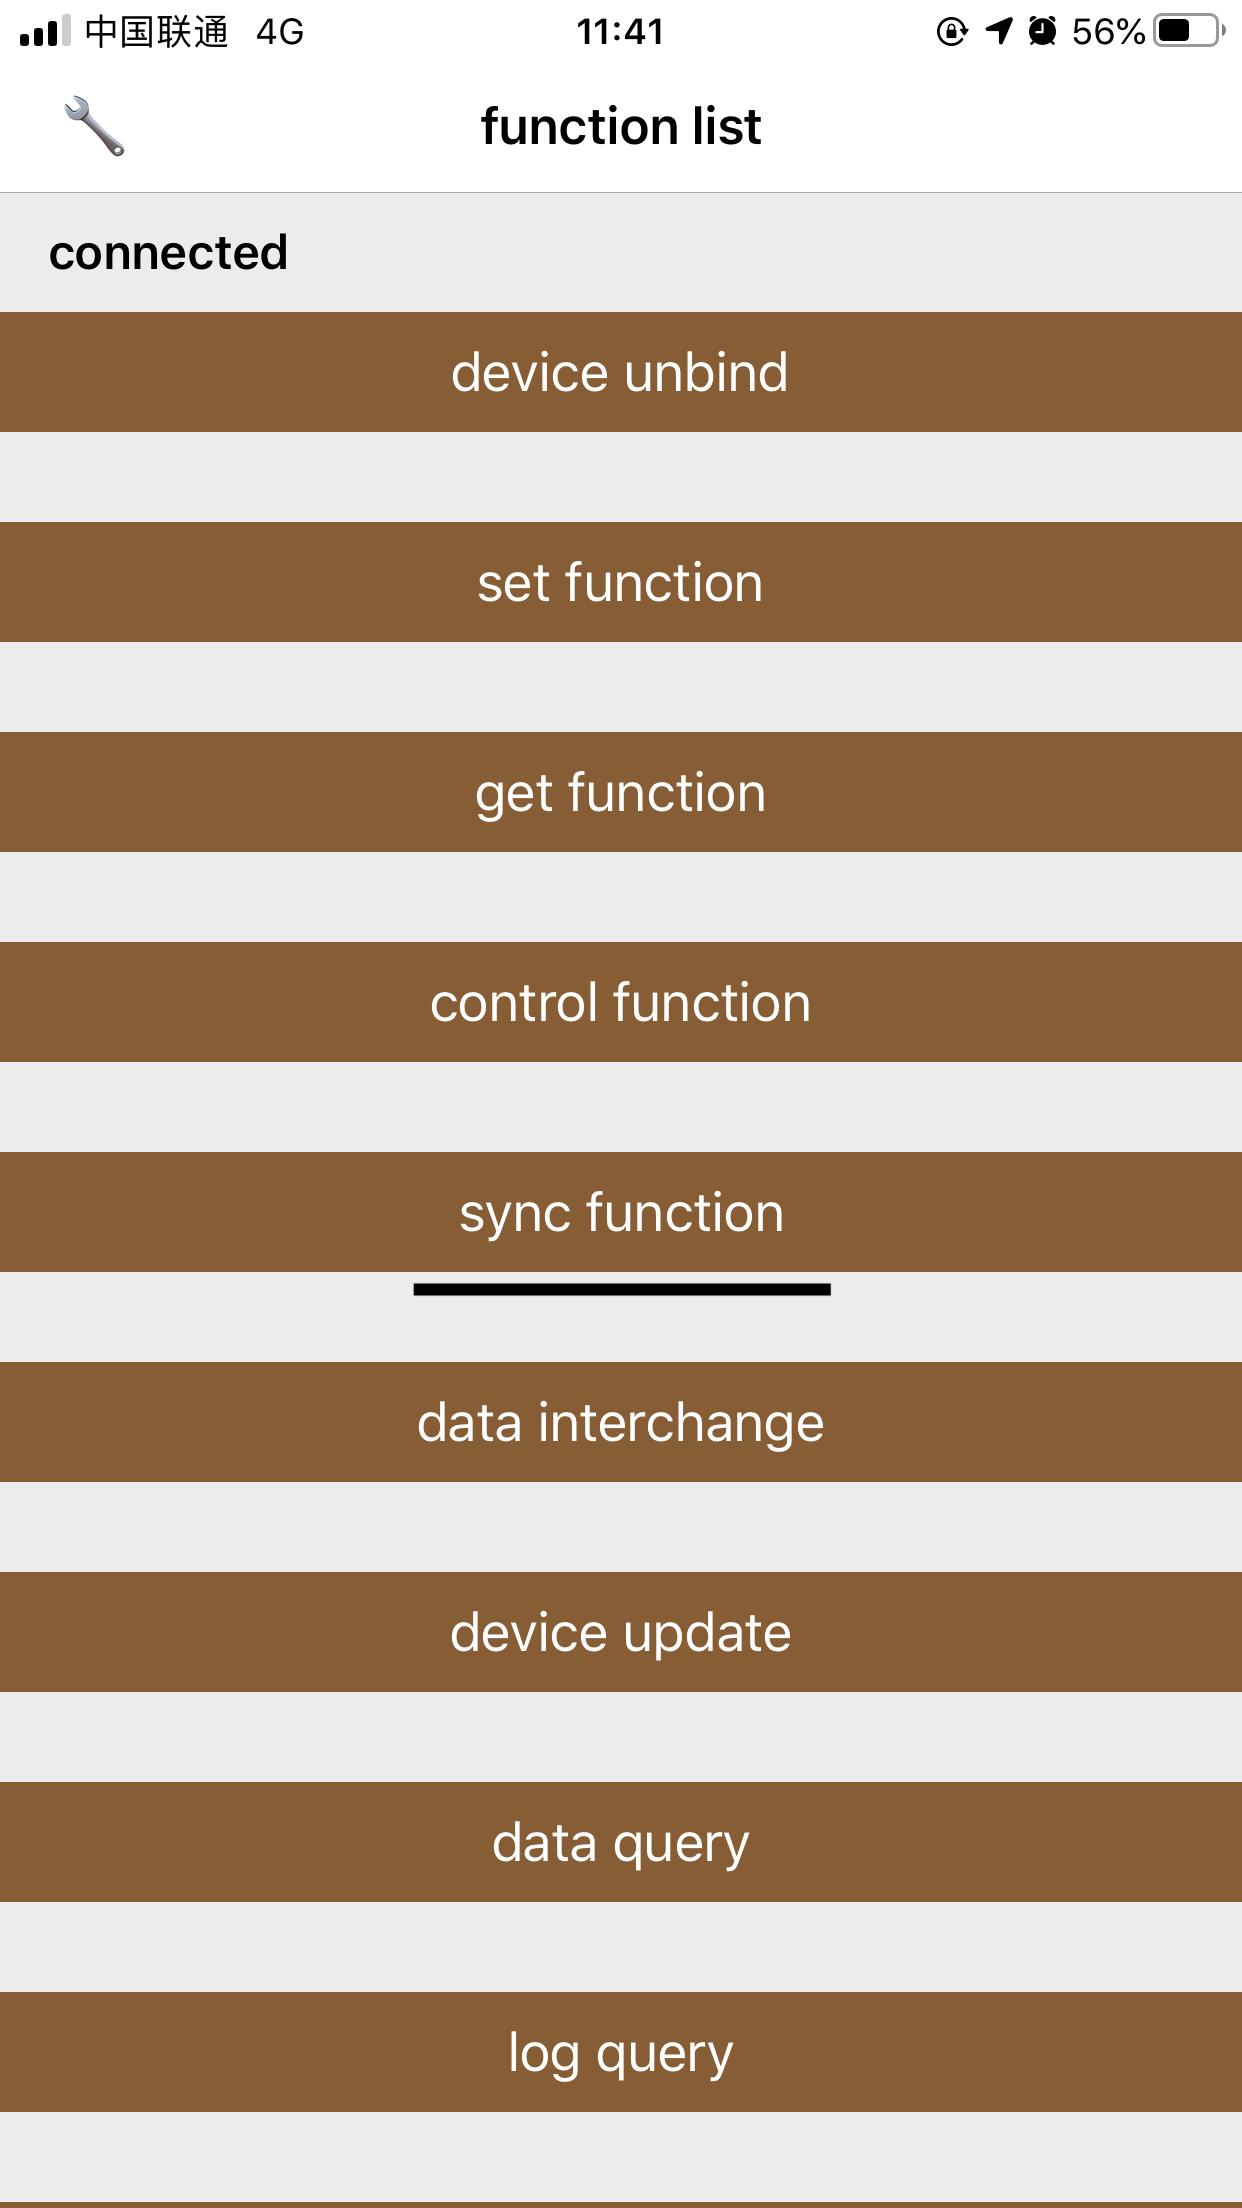 中国联通 4G 11:41 56%
function list
connected
device unbind
set function
get function
control function
sync function
data interchange
device update
data query
log query